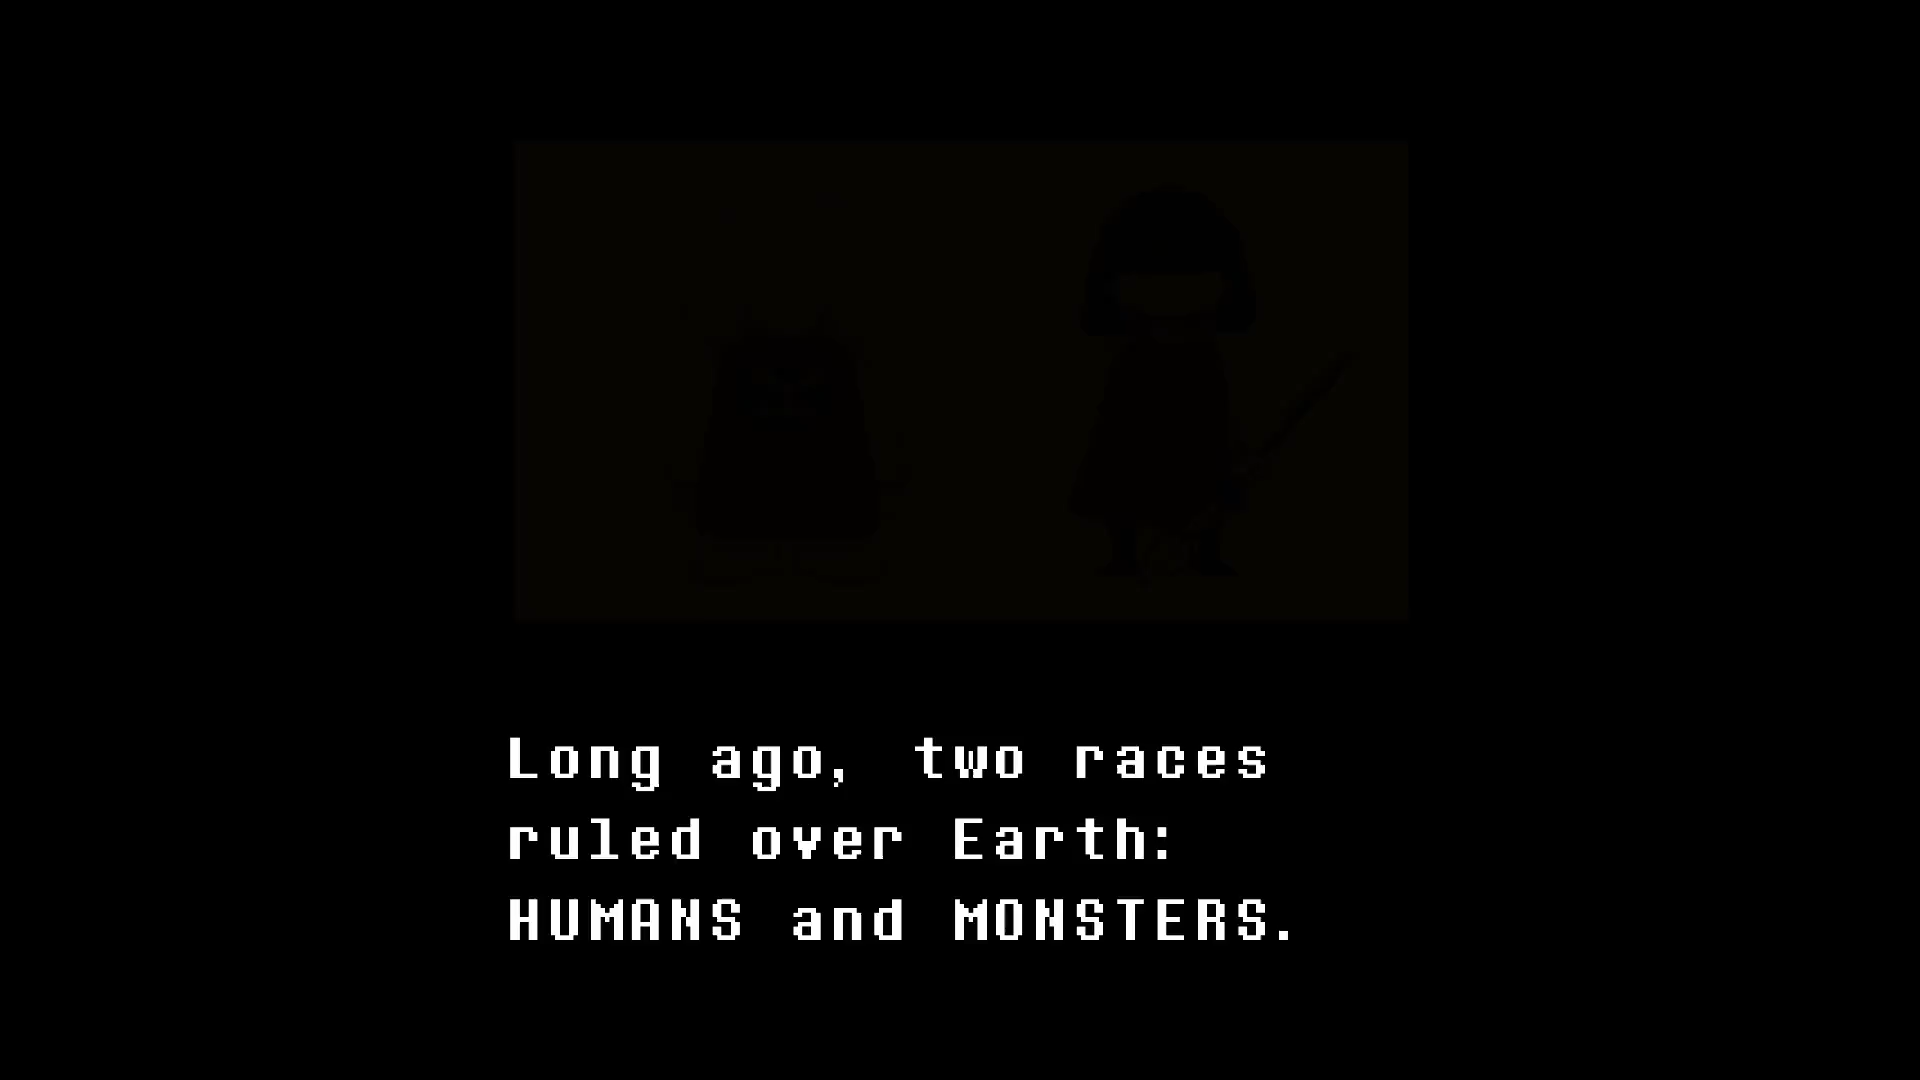 Long ago, two races
ruled over Earth:
HUMANS and MONSTERS.